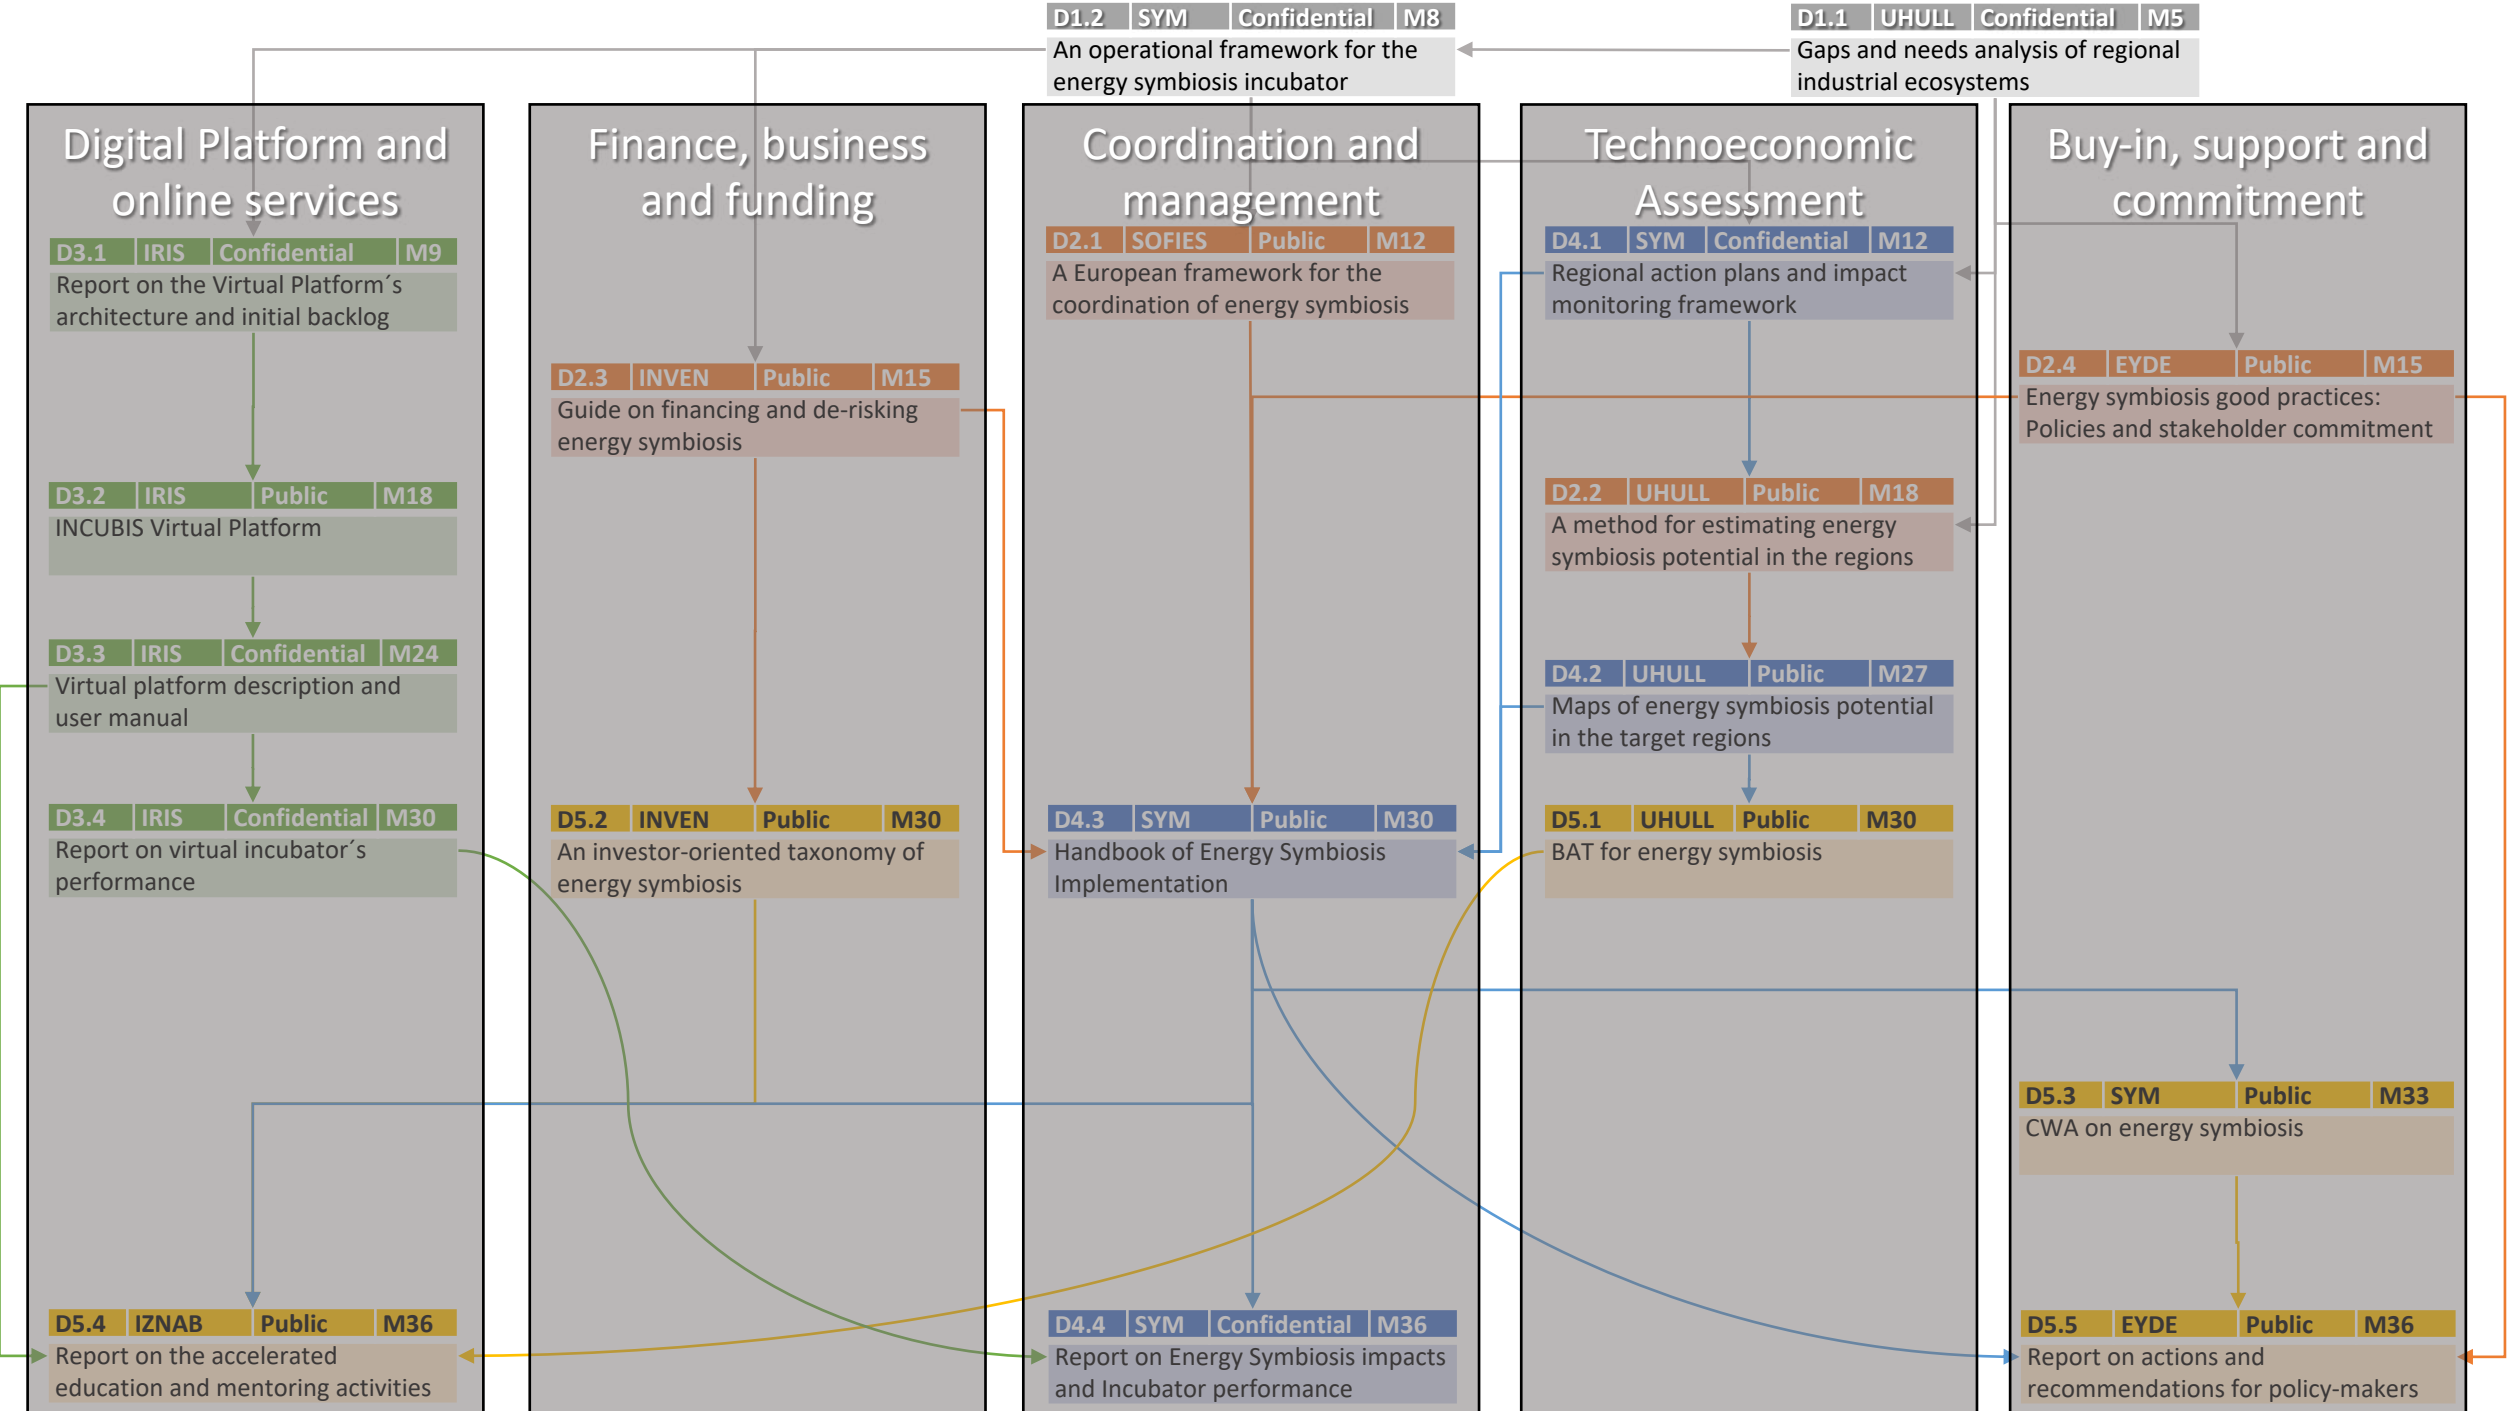 D1.2 SYM Confidential M8
An operational framework for the
energy symbiosis incubator
D1.1 UHULL Confidential M5
Gaps and needs analysis of regional
industrial ecosystems
Digital Platform and
online services
D3.1 IRIS Confidential M9
Report on the Virtual Platform´s
architecture and initial backlog
D3.2 IRIS Public M18
INCUBIS Virtual Platform
D3.3 IRIS Confidential M24
Virtual platform description and
user manual
D3.4 IRIS Confidential M30
Report on virtual incubator´s
performance
D5.4 IZNAB Public M36
Report on the accelerated
education and mentoring activities
Finance, business
and funding
D2.3 INVEN Public M15
Guide on financing and de-risking
energy symbiosis
D5.2 INVEN Public M30
An investor-oriented taxonomy of
energy symbiosis
Coordination and
management
D2.1 SOFIES Public M12
A European framework for the
coordination of energy symbiosis
D4.3 SYM Public M30
Handbook of Energy Symbiosis
Implementation
D4.4 SYM Confidential M36
Report on Energy Symbiosis impacts
and Incubator performance
Technoeconomic
Assessment
D4.1 SYM Confidential M12
Regional action plans and impact
monitoring framework
D2.2 UHULL Public M18
A method for estimating energy
symbiosis potential in the regions
D4.2 UHULL Public M27
Maps of energy symbiosis potential
in the target regions
D5.1 UHULL Public M30
BAT for energy symbiosis
Buy-in, support and
commitment
D2.4 EYDE Public M15
Energy symbiosis good practices:
Policies and stakeholder commitment
D5.3 SYM Public M33
CWA on energy symbiosis
D5.5 EYDE Public M36
Report on actions and
recommendations for policy-makers